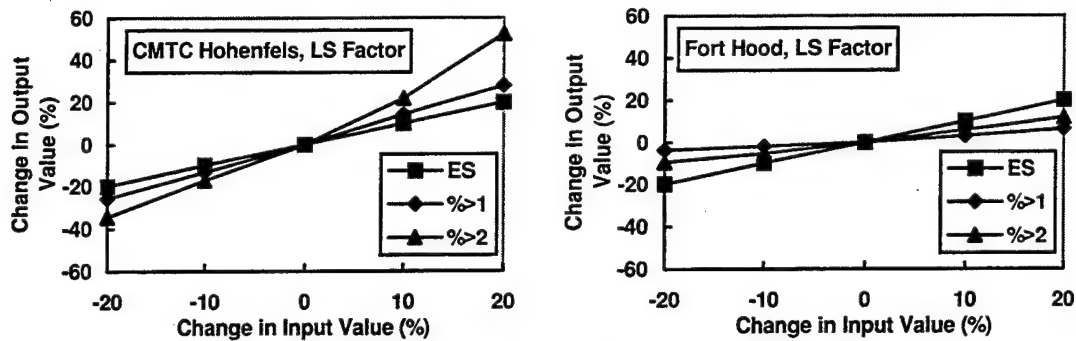 CMTC Hohenfels, LS Factor
Change in Output
Value (%)
60
40
20
0
-20
-40
-60
ES
%>1
%>2
-20 -10 0 10 20
Change in Input Value (%)
Fort Hood, LS Factor
Change in Output
Value (%)
60
40
20
0
-20
-40
-60
ES
%>1
%>2
-20 -10 0 10 20
Change in Input Value (%)